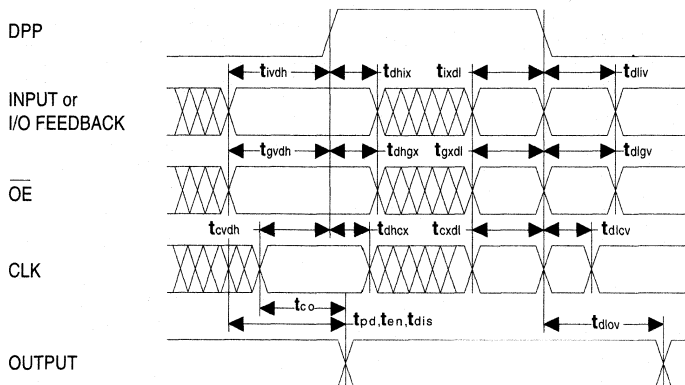 DPP
tivdh tdhix tixdl tdliv
INPUT or
I/O FEEDBACK
tgvdh tdhgx tgxdl tdlgv
OE
tcvdh tdhcx tcxdl tdlcv
CLK
tco
tpd,ten,tdis
tdlov
OUTPUT